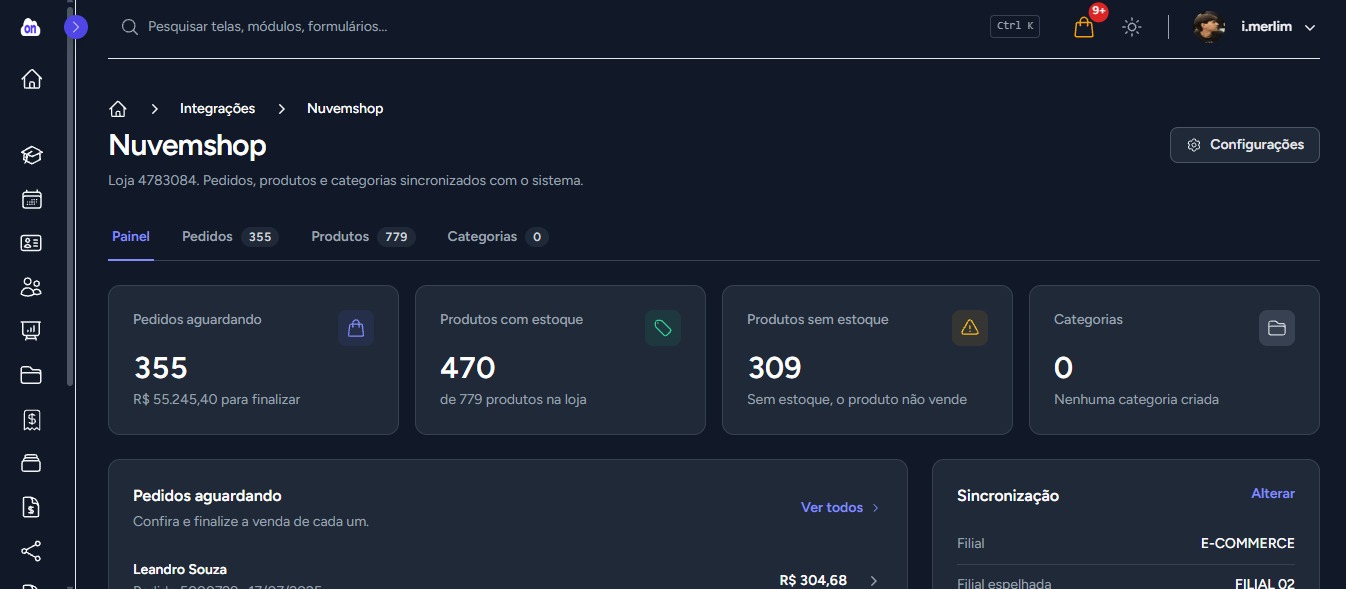 on
Pesquisar telas, módulos, formulários...
Ctrl K
9+
i.merlim
Integrações
Nuvemshop
Nuvemshop
Configurações
Loja 4783084. Pedidos, produtos e categorias sincronizados com o sistema.
Painel
Pedidos 355
Produtos 779
Categorias 0
Pedidos aguardando
355
R$ 55.245,40 para finalizar
Produtos com estoque
470
de 779 produtos na loja
Produtos sem estoque
309
Sem estoque, o produto não vende
Categorias
0
Nenhuma categoria criada
Pedidos aguardando
Confira e finalize a venda de cada um.
Ver todos
Leandro Souza
R$ 304,68
Sincronização
Alterar
Filial
E-COMMERCE
Filial espelhada
FILIAL 02